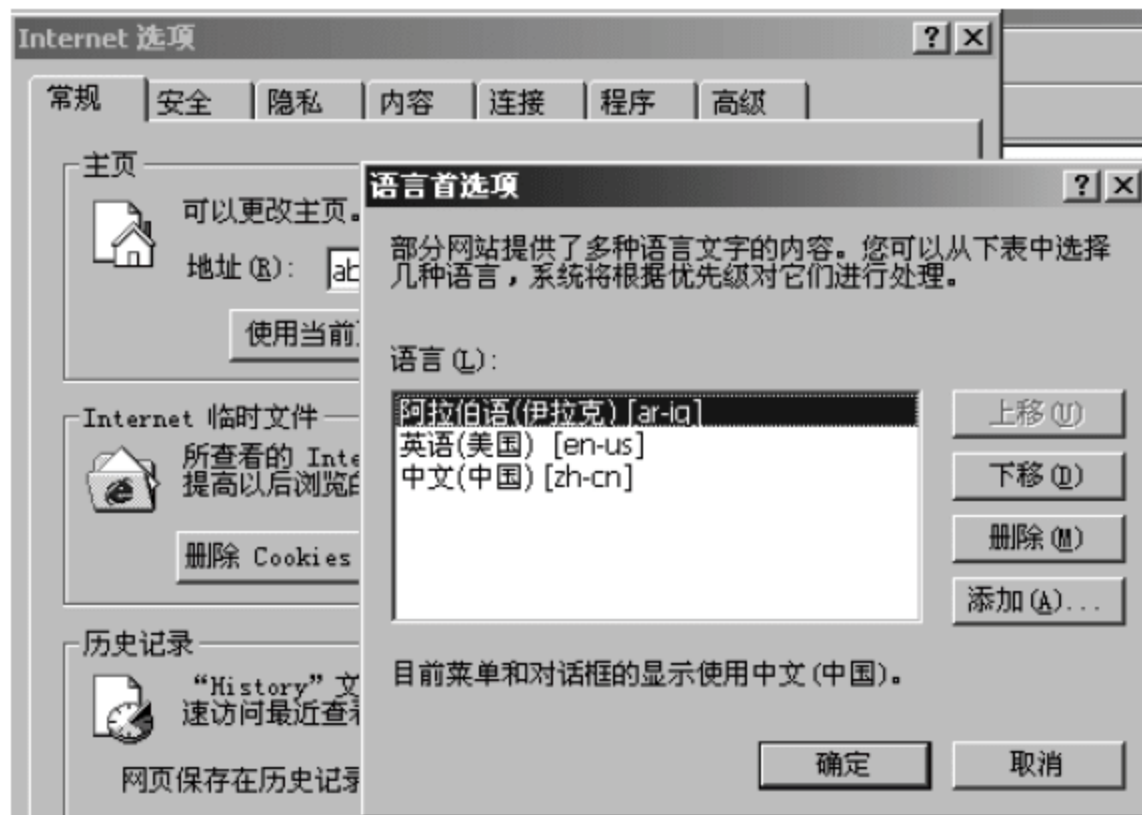 Internet 选项
常规 安全 隐私 内容 连接 程序 高级
主页
可以更改主页。
地址(R):
使用当前
Internet 临时文件
所查看的 Inte
提高以后浏览的
删除 Cookies
历史记录
“History” 文
速访问最近查看
网页保存在历史记录
语言首选项
部分网站提供了多种语言文字的内容。您可以从下表中选择
几种语言，系统将根据优先级对它们进行处理。
语言(L):
阿拉伯语(伊拉克) [ar-iq]
英语(美国) [en-us]
中文(中国) [zh-cn]
上移(U)
下移(D)
删除(M)
添加(A)...
目前菜单和对话框的显示使用中文(中国)。
确定
取消